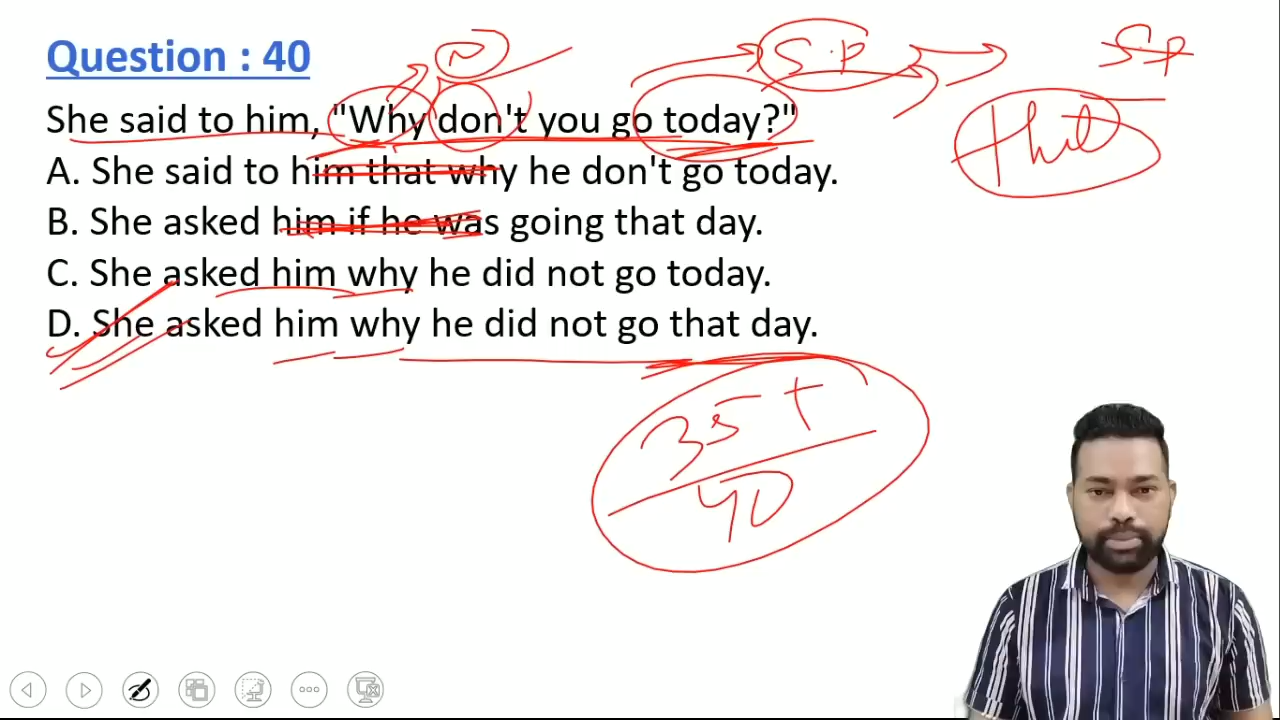 Question : 40
N
S.P
S.P
She said to him, "Why don't you go today?"
A. She said to him that why he don't go today.
B. She asked him if he was going that day.
C. She asked him why he did not go today.
D. She asked him why he did not go that day.
35+
40